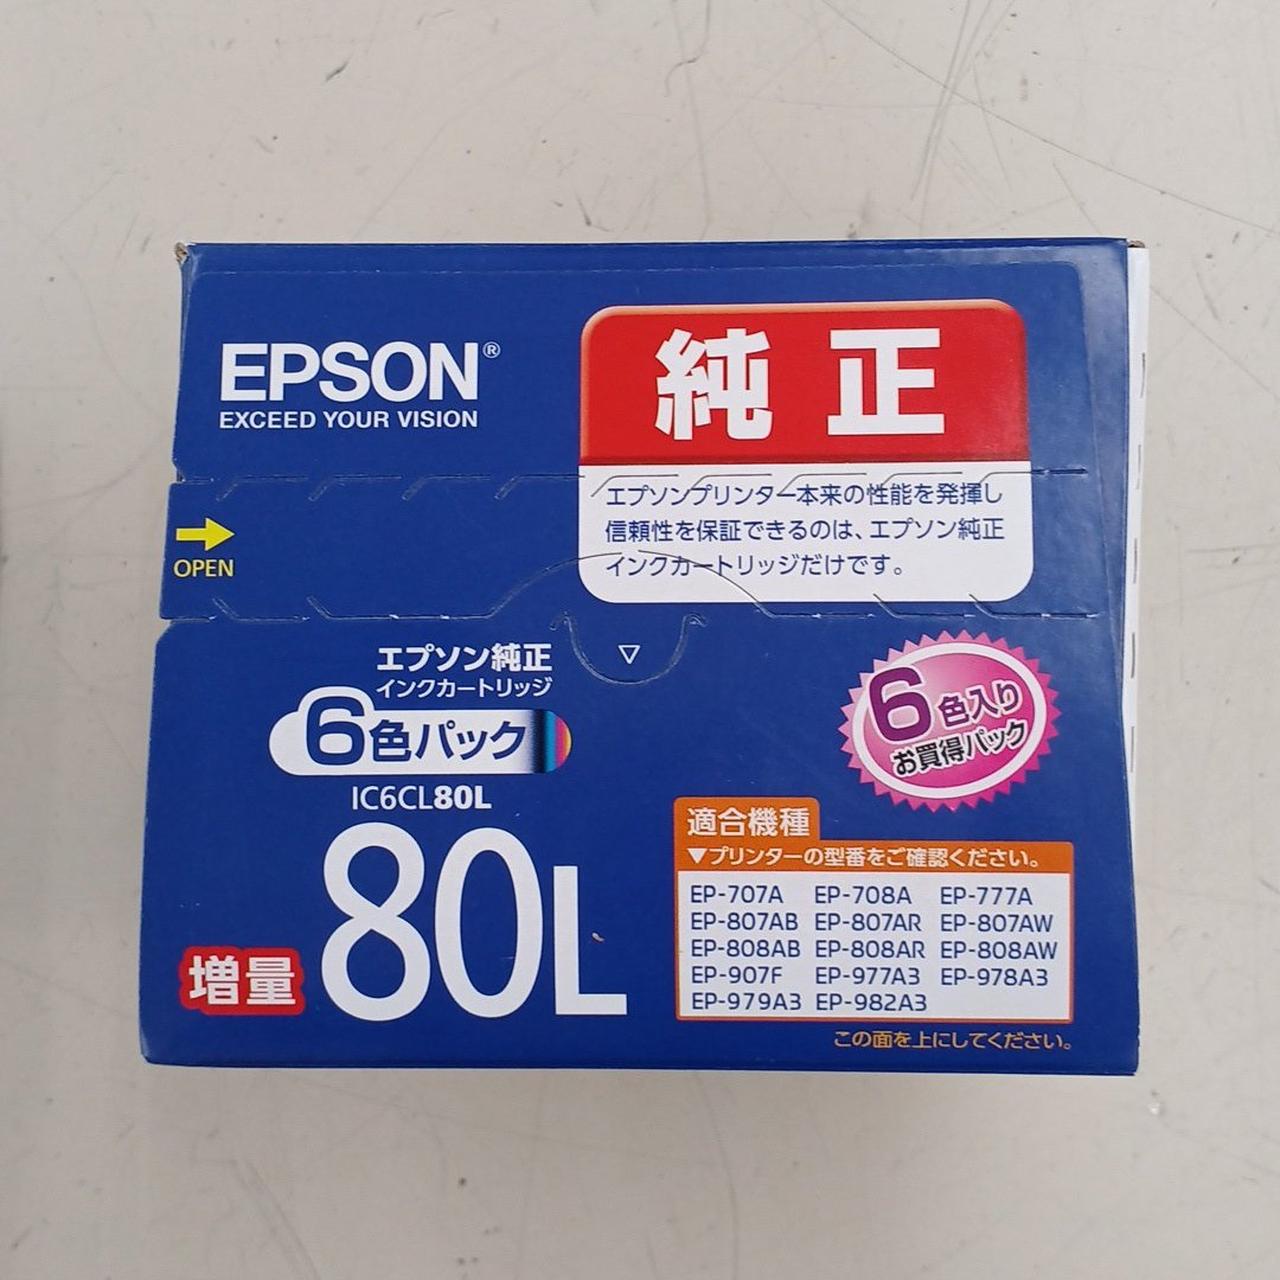 EPSON®
EXCEED YOUR VISION
純正
エプソンプリンター本来の性能を発揮し
信頼性を保証できるのは、エプソン純正
インクカートリッジだけです。
OPEN
エプソン純正
インクカートリッジ
6色パック
IC6CL80L
増量
80L
6色入り
お買得パック
適合機種
▼プリンターの型番をご確認ください。
EP-707A EP-708A EP-777A
EP-807AB EP-807AR EP-807AW
EP-808AB EP-808AR EP-808AW
EP-907F EP-977A3 EP-978A3
EP-979A3 EP-982A3
この面を上にしてください。